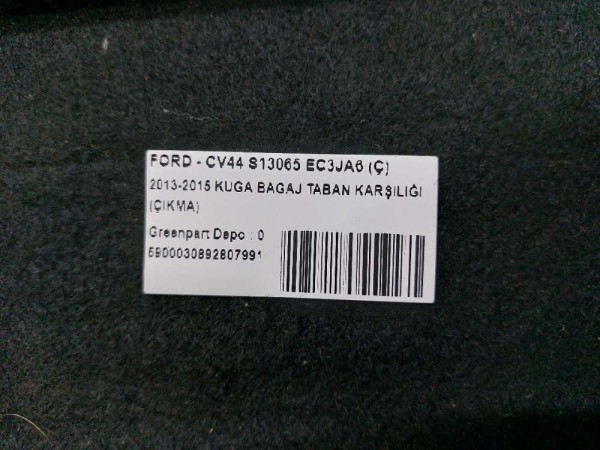 FORD - CV44 S13065 EC3JA6 (Ç)
2013-2015 KUGA BAGAJ TABAN KARŞILIĞI
(ÇIKMA)
Greenpart Depo : 0
5900030892807991